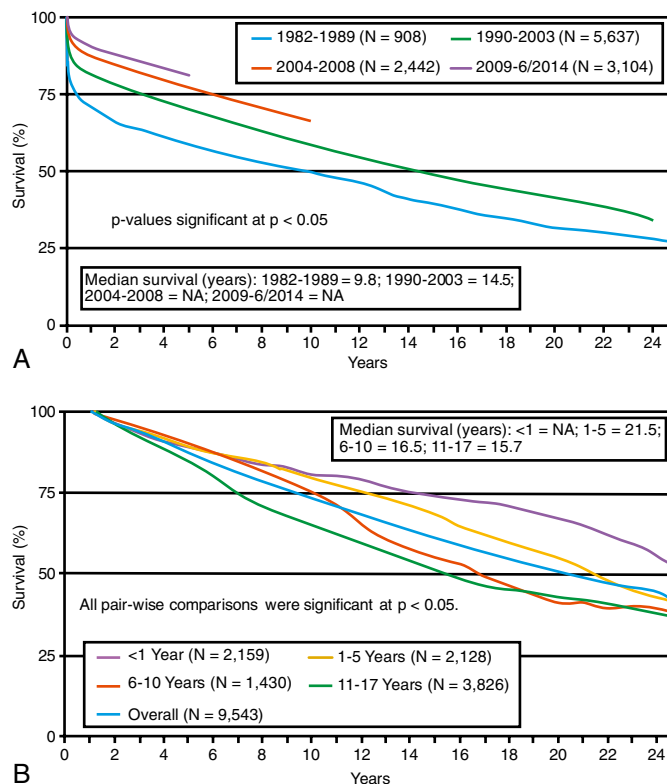 100
75
50
25
0
Survival (%)
1982-1989 (N = 908)
1990-2003 (N = 5,637)
2004-2008 (N = 2,442)
2009-6/2014 (N = 3,104)
p-values significant at p < 0.05
Median survival (years): 1982-1989 = 9.8; 1990-2003 = 14.5;
2004-2008 = NA; 2009-6/2014 = NA
0 2 4 6 8 10 12 14 16 18 20 22 24
Years
A
100
75
50
25
0
Survival (%)
Median survival (years): <1 = NA; 1-5 = 21.5;
6-10 = 16.5; 11-17 = 15.7
All pair-wise comparisons were significant at p < 0.05.
<1 Year (N = 2,159)
1-5 Years (N = 2,128)
6-10 Years (N = 1,430)
11-17 Years (N = 3,826)
Overall (N = 9,543)
0 2 4 6 8 10 12 14 16 18 20 22 24
Years
B